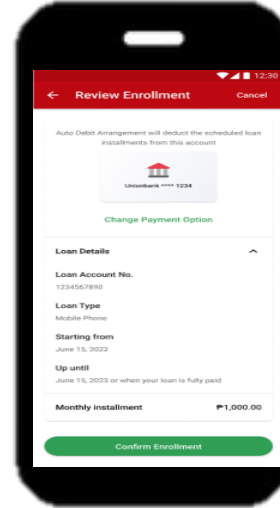 12:30
Review Enrollment
Cancel
Auto Debit Arrangement will deduct the scheduled loan
installments from this account
Unionbank **** 1234
Change Payment Option
Loan Details
Loan Account No.
1234567890
Loan Type
Mobile Phone
Starting from
June 15, 2022
Up until
June 15, 2023 or when your loan is fully paid
Monthly installment
₱1,000.00
Confirm Enrollment